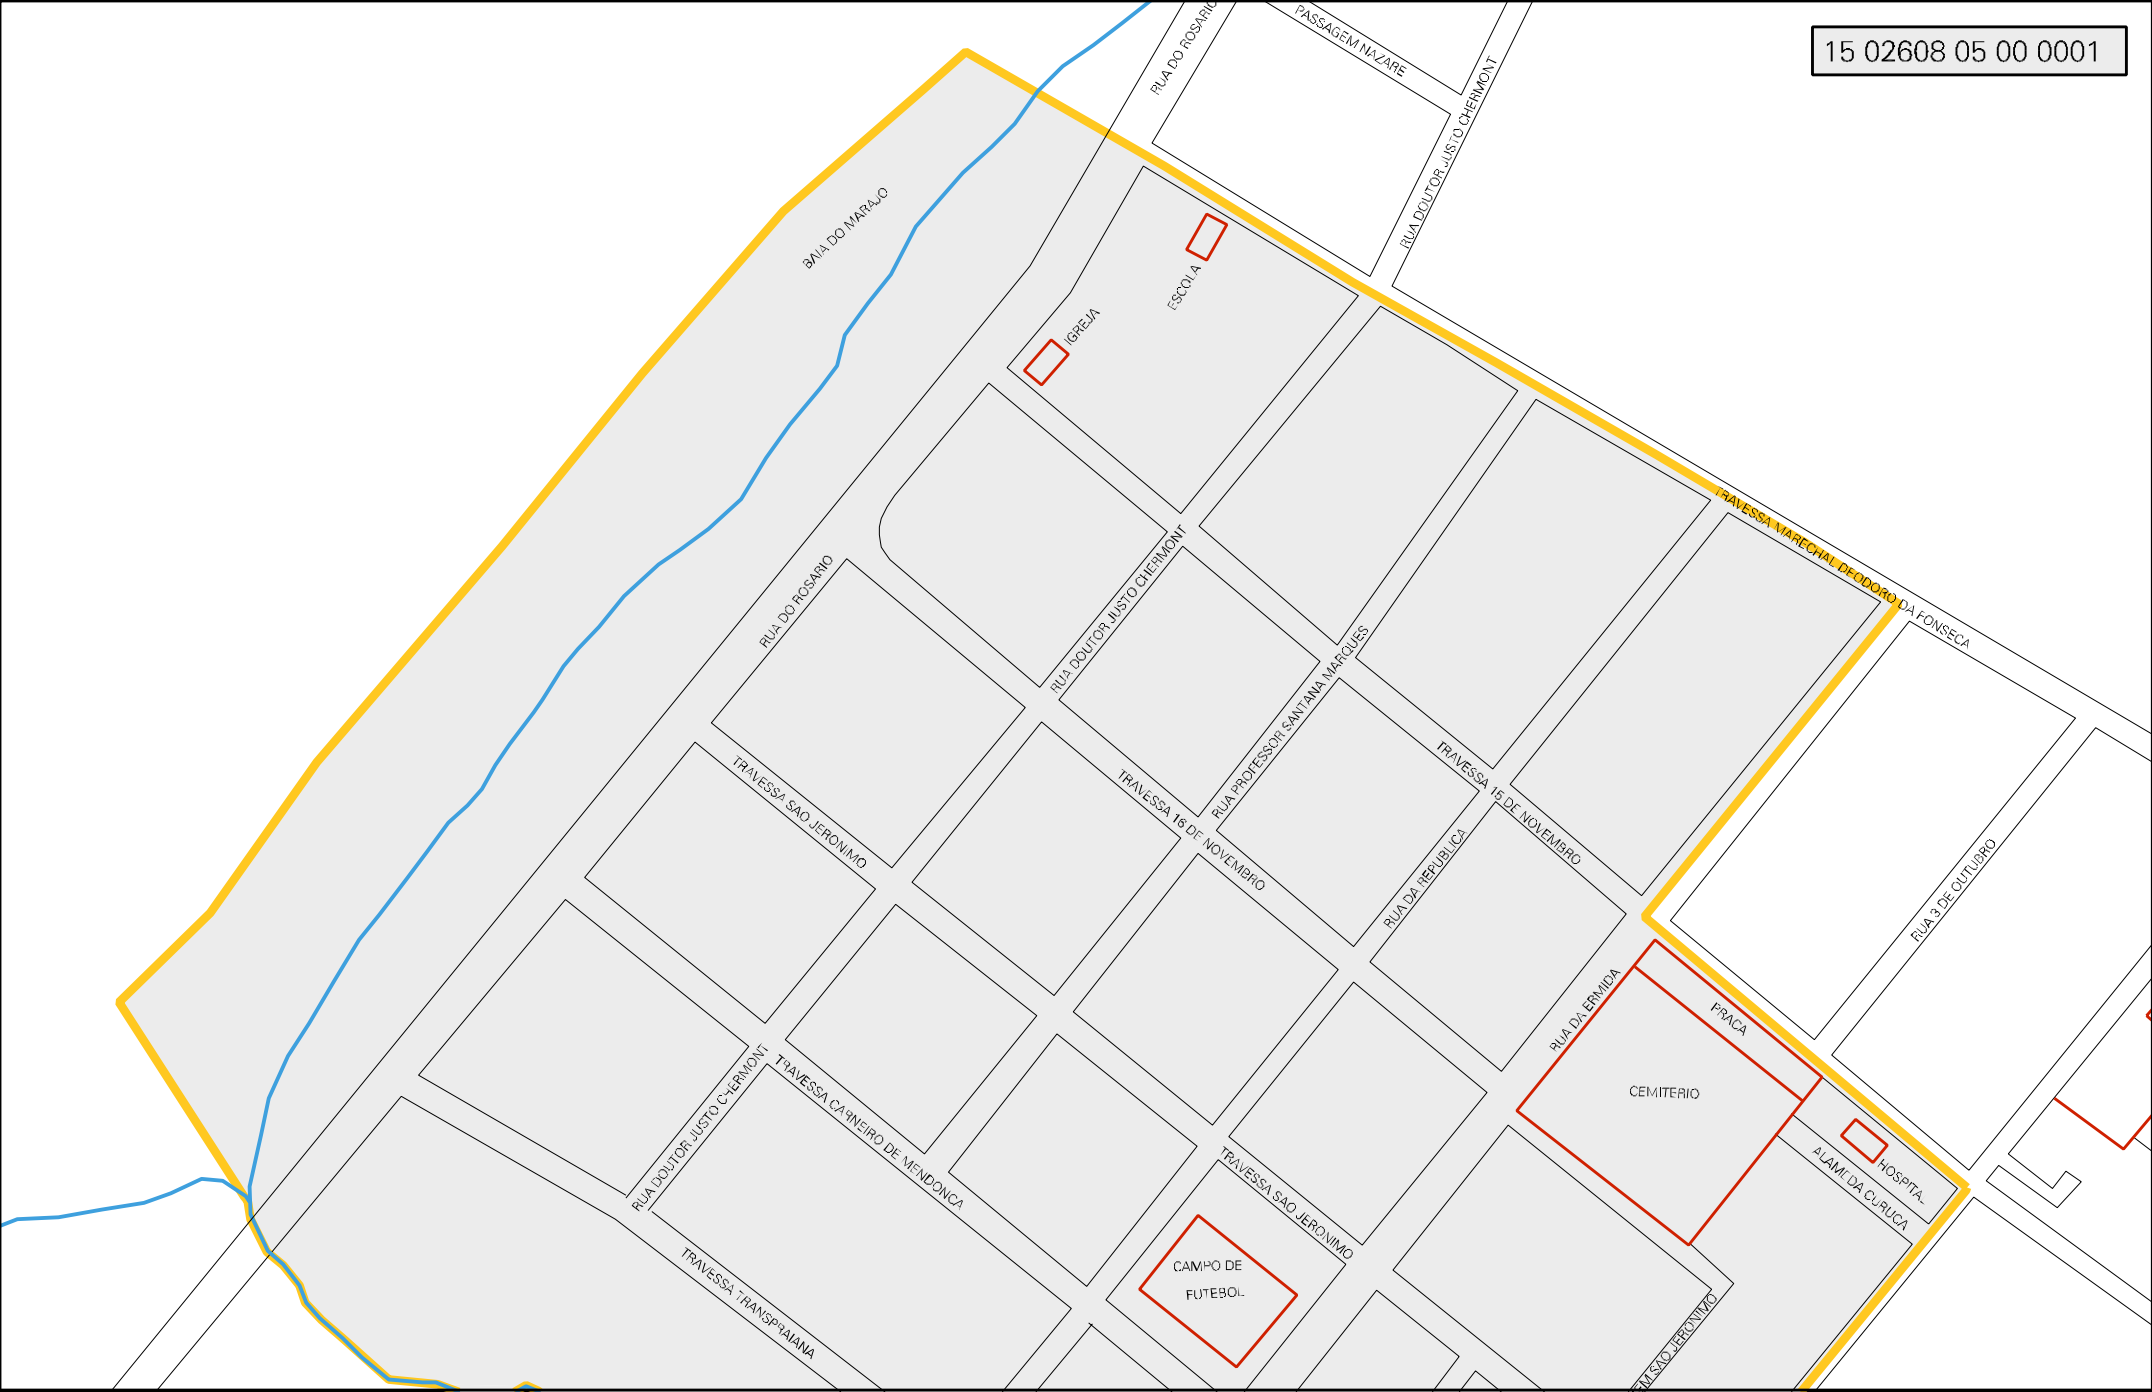 15 02608 05 00 0001
RUA DO ROSARIO
PASSAGEM NAZARE
RUA DOUTOR JUSTO CHERMONT
BAIA DO MARAJO
ESCOLA
IGREJA
TRAVESSA MARECHAL DEODORO DA FONSECA
RUA DO ROSARIO
RUA DOUTOR JUSTO CHERMONT
RUA PROFESSOR SANTANA MARQUES
TRAVESSA SAO JERONIMO
TRAVESSA 16 DE NOVEMBRO
TRAVESSA 15 DE NOVEMBRO
RUA DA REPUBLICA
RUA 3 DE OUTUBRO
RUA DA ERMIDA
PRACA
CEMITERIO
HOSPITAL
ALAMEDA CURUCA
RUA DOUTOR JUSTO CHERMONT
TRAVESSA CARNEIRO DE MENDONCA
TRAVESSA SAO JERONIMO
CAMPO DE
FUTEBOL
TRAVESSA TRANSPRAIANA
EM SAO JERONIMO